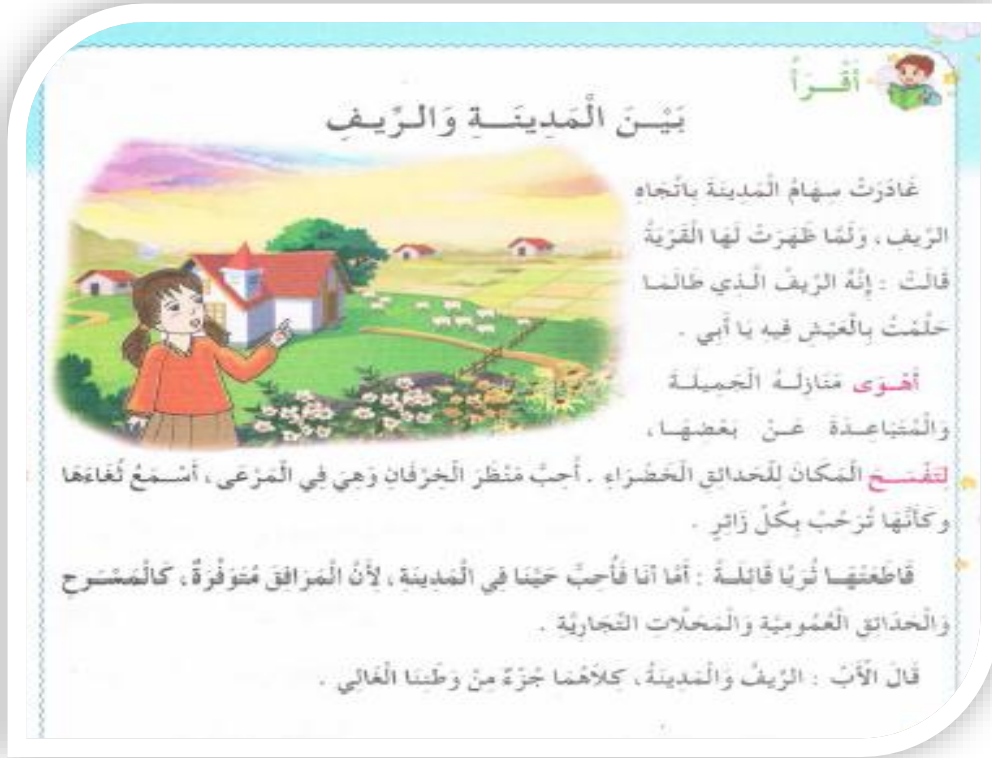 أَقْرَأُ
بَيْنَ الْمَدِينَةِ وَالرِّيفِ
غَادَرَتْ سِهَامُ الْمَدِينَةَ بِاتِّجَاهِ
الرِّيفِ، وَلَمَّا ظَهَرَتْ لَهَا الْقَرْيَةُ
قَالَتْ : إِنَّهُ الرِّيفُ الَّذِي طَالَمَا
حَلُمْتُ بِالْعَيْشِ فِيهِ يَا أَبِي .
أَهْوَى مَنَازِلَهُ الْجَمِيلَةَ
وَالْمُتَبَاعِدَةَ عَنْ بَعْضِهَا،
لِتَفْسَحَ الْمَكَانَ لِلْحَدَائِقِ الْخَضْرَاءِ . أُحِبُّ مَنْظَرَ الْخِرْفَانِ وَهِيَ فِي الْمَرْعَى، أَسْمَعُ ثُغَاءَهَا
وَكَأَنَّهَا تُرَحِّبُ بِكُلِّ زَائِرٍ .
قَاطَعَتْهَا ثُرَيَّا قَائِلَةً : أَمَّا أَنَا فَأُحِبُّ حَيَّنَا فِي الْمَدِينَةِ، لِأَنَّ الْمَرَافِقَ مُتَوَفِّرَةٌ، كَالْمَسْرَحِ
وَالْحَدَائِقِ الْعُمُومِيَّةِ وَالْمَحَلَّاتِ التِّجَارِيَّةِ .
قَالَ الْأَبُ : الرِّيفُ وَالْمَدِينَةُ، كِلَاهُمَا جُزْءٌ مِنْ وَطَنِنَا الْغَالِي .